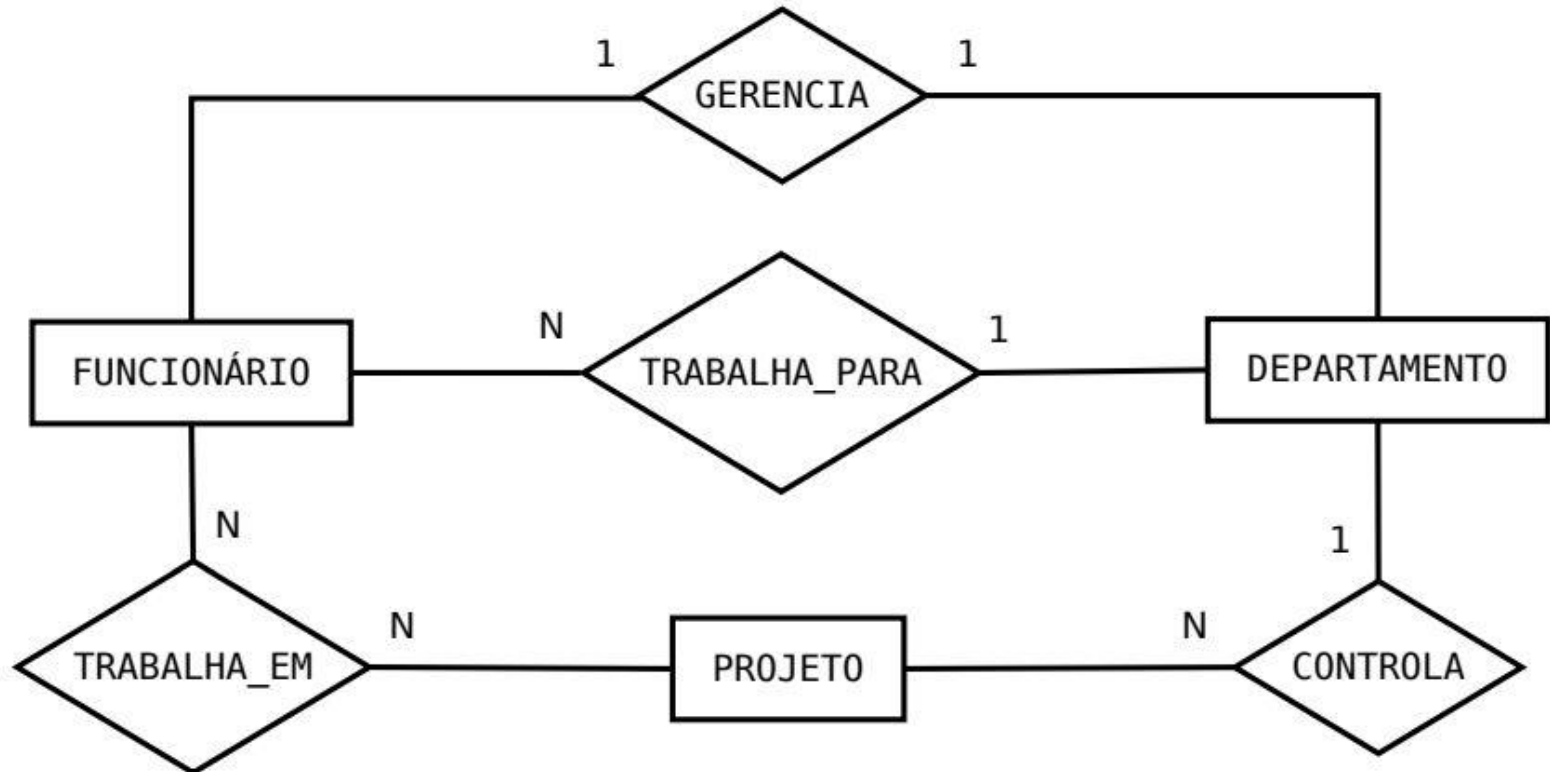 1
1
GERENCIA
N
1
FUNCIONÁRIO
TRABALHA_PARA
DEPARTAMENTO
N
1
N
N
TRABALHA_EM
PROJETO
CONTROLA